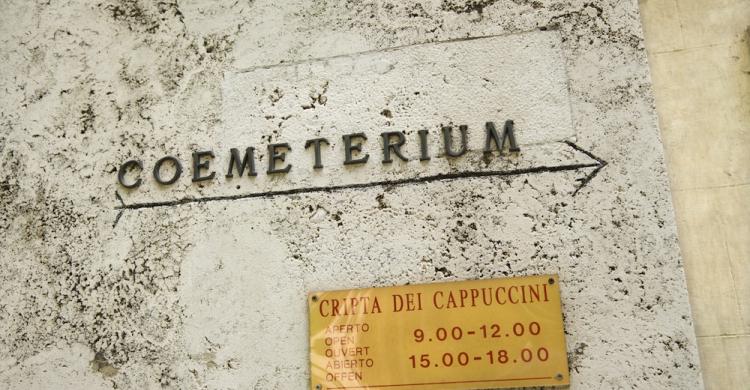 COEMETERIUM
CRIPTA DEI CAPPUCCINI
APERTO
OPEN
OUVERT
ABIERTO
OFFEN
9.00-12.00
15.00-18.00